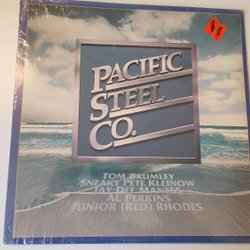 PACIFIC
STEEL
CO.
TOM BRUMLEY
SNEAKY PETE KLEINOW
JAY DEE MANESS
AL PERKINS
JUNIOR (RED) RHODES